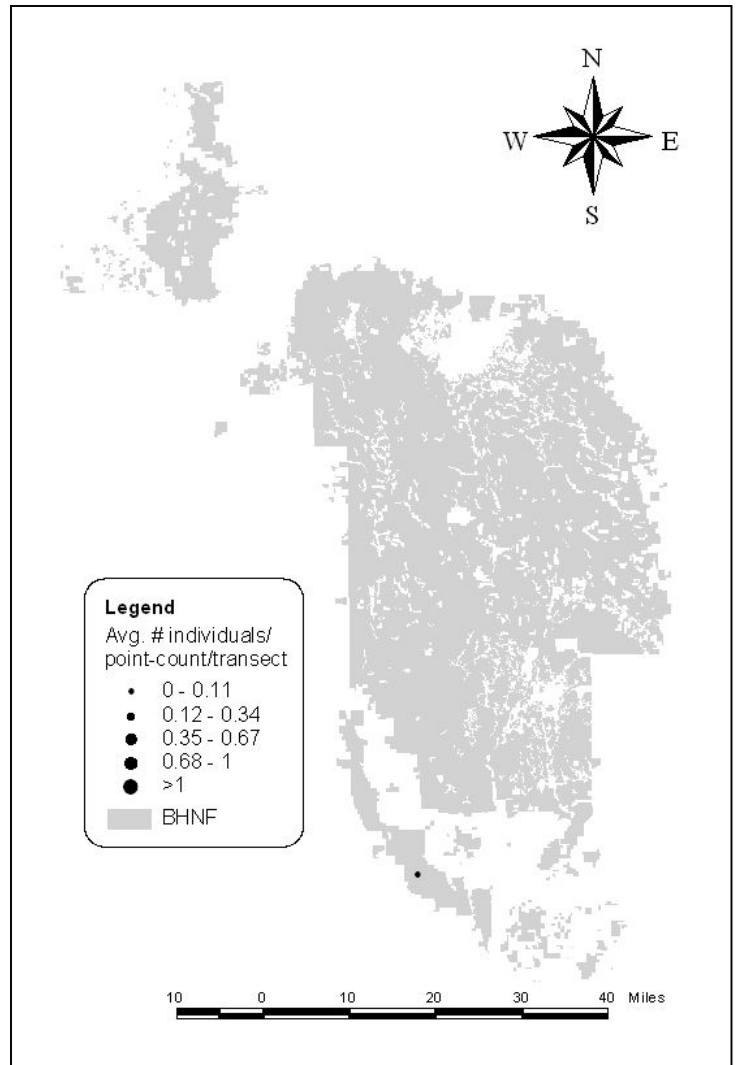 N
W E
S
Legend
Avg. # individuals/
point-count/transect
0 - 0.11
0.12 - 0.34
0.35 - 0.67
0.68 - 1
>1
BHNF
10 0 10 20 30 40 Miles